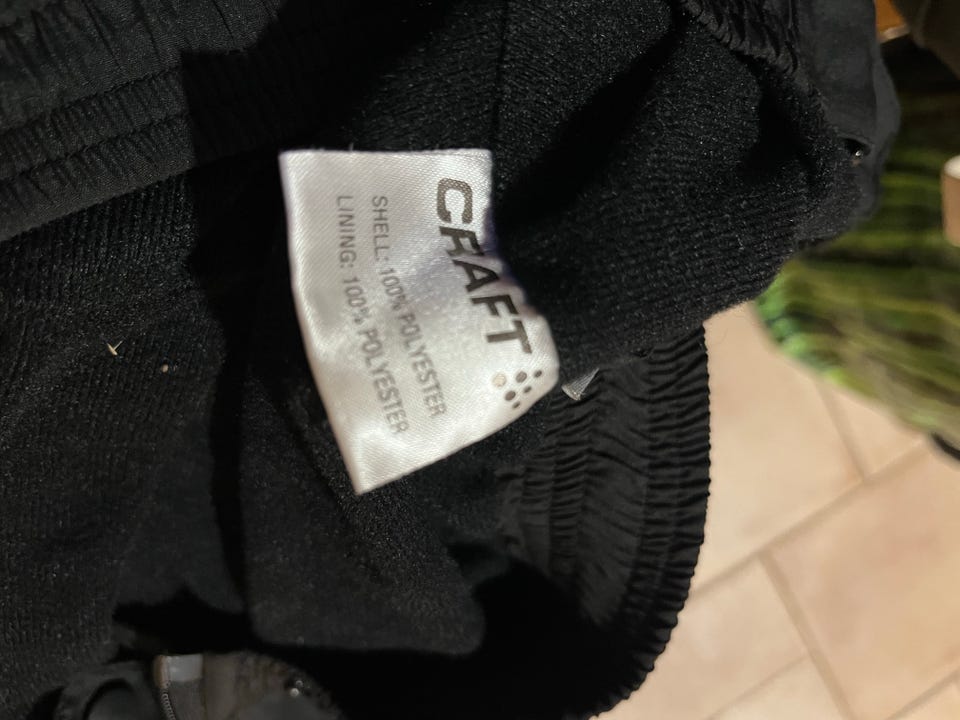 CRAFT
SHELL: 100% POLYESTER
LINING: 100% POLYESTER